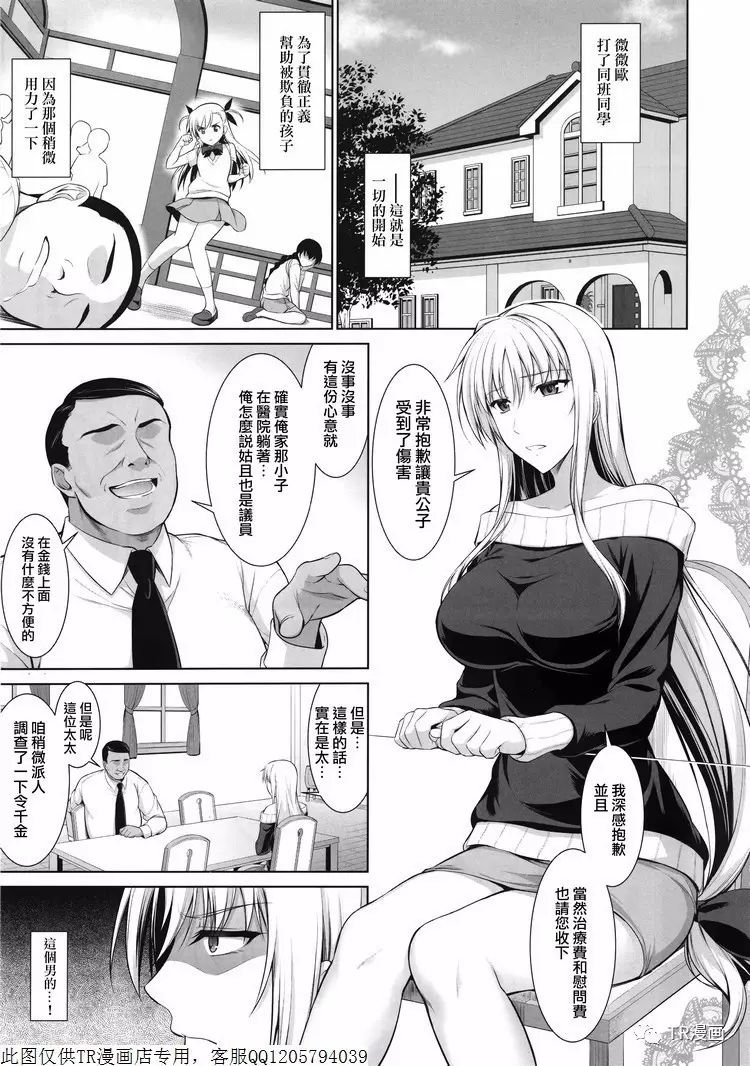 微微歐
打了同班同學
——這就是
一切的開始
為了貫徹正義
幫助被欺負的孩子
因為那個稍微
用力了一下
非常抱歉讓貴公子
受到了傷害
我深感抱歉
並且
當然治療費和慰問費
也請您收下
沒事沒事
有這份心意就
確實俺家那小子
在醫院躺著…
俺怎麼說姑且也是議員
在金錢上面
沒有什麼不方便的
但是…
這樣的話…
實在是太…
但是呢
這位太太
咱稍微派人
調查了一下令千金
這個男的…！
TR漫画
此图仅供TR漫画店专用，客服QQ1205794039